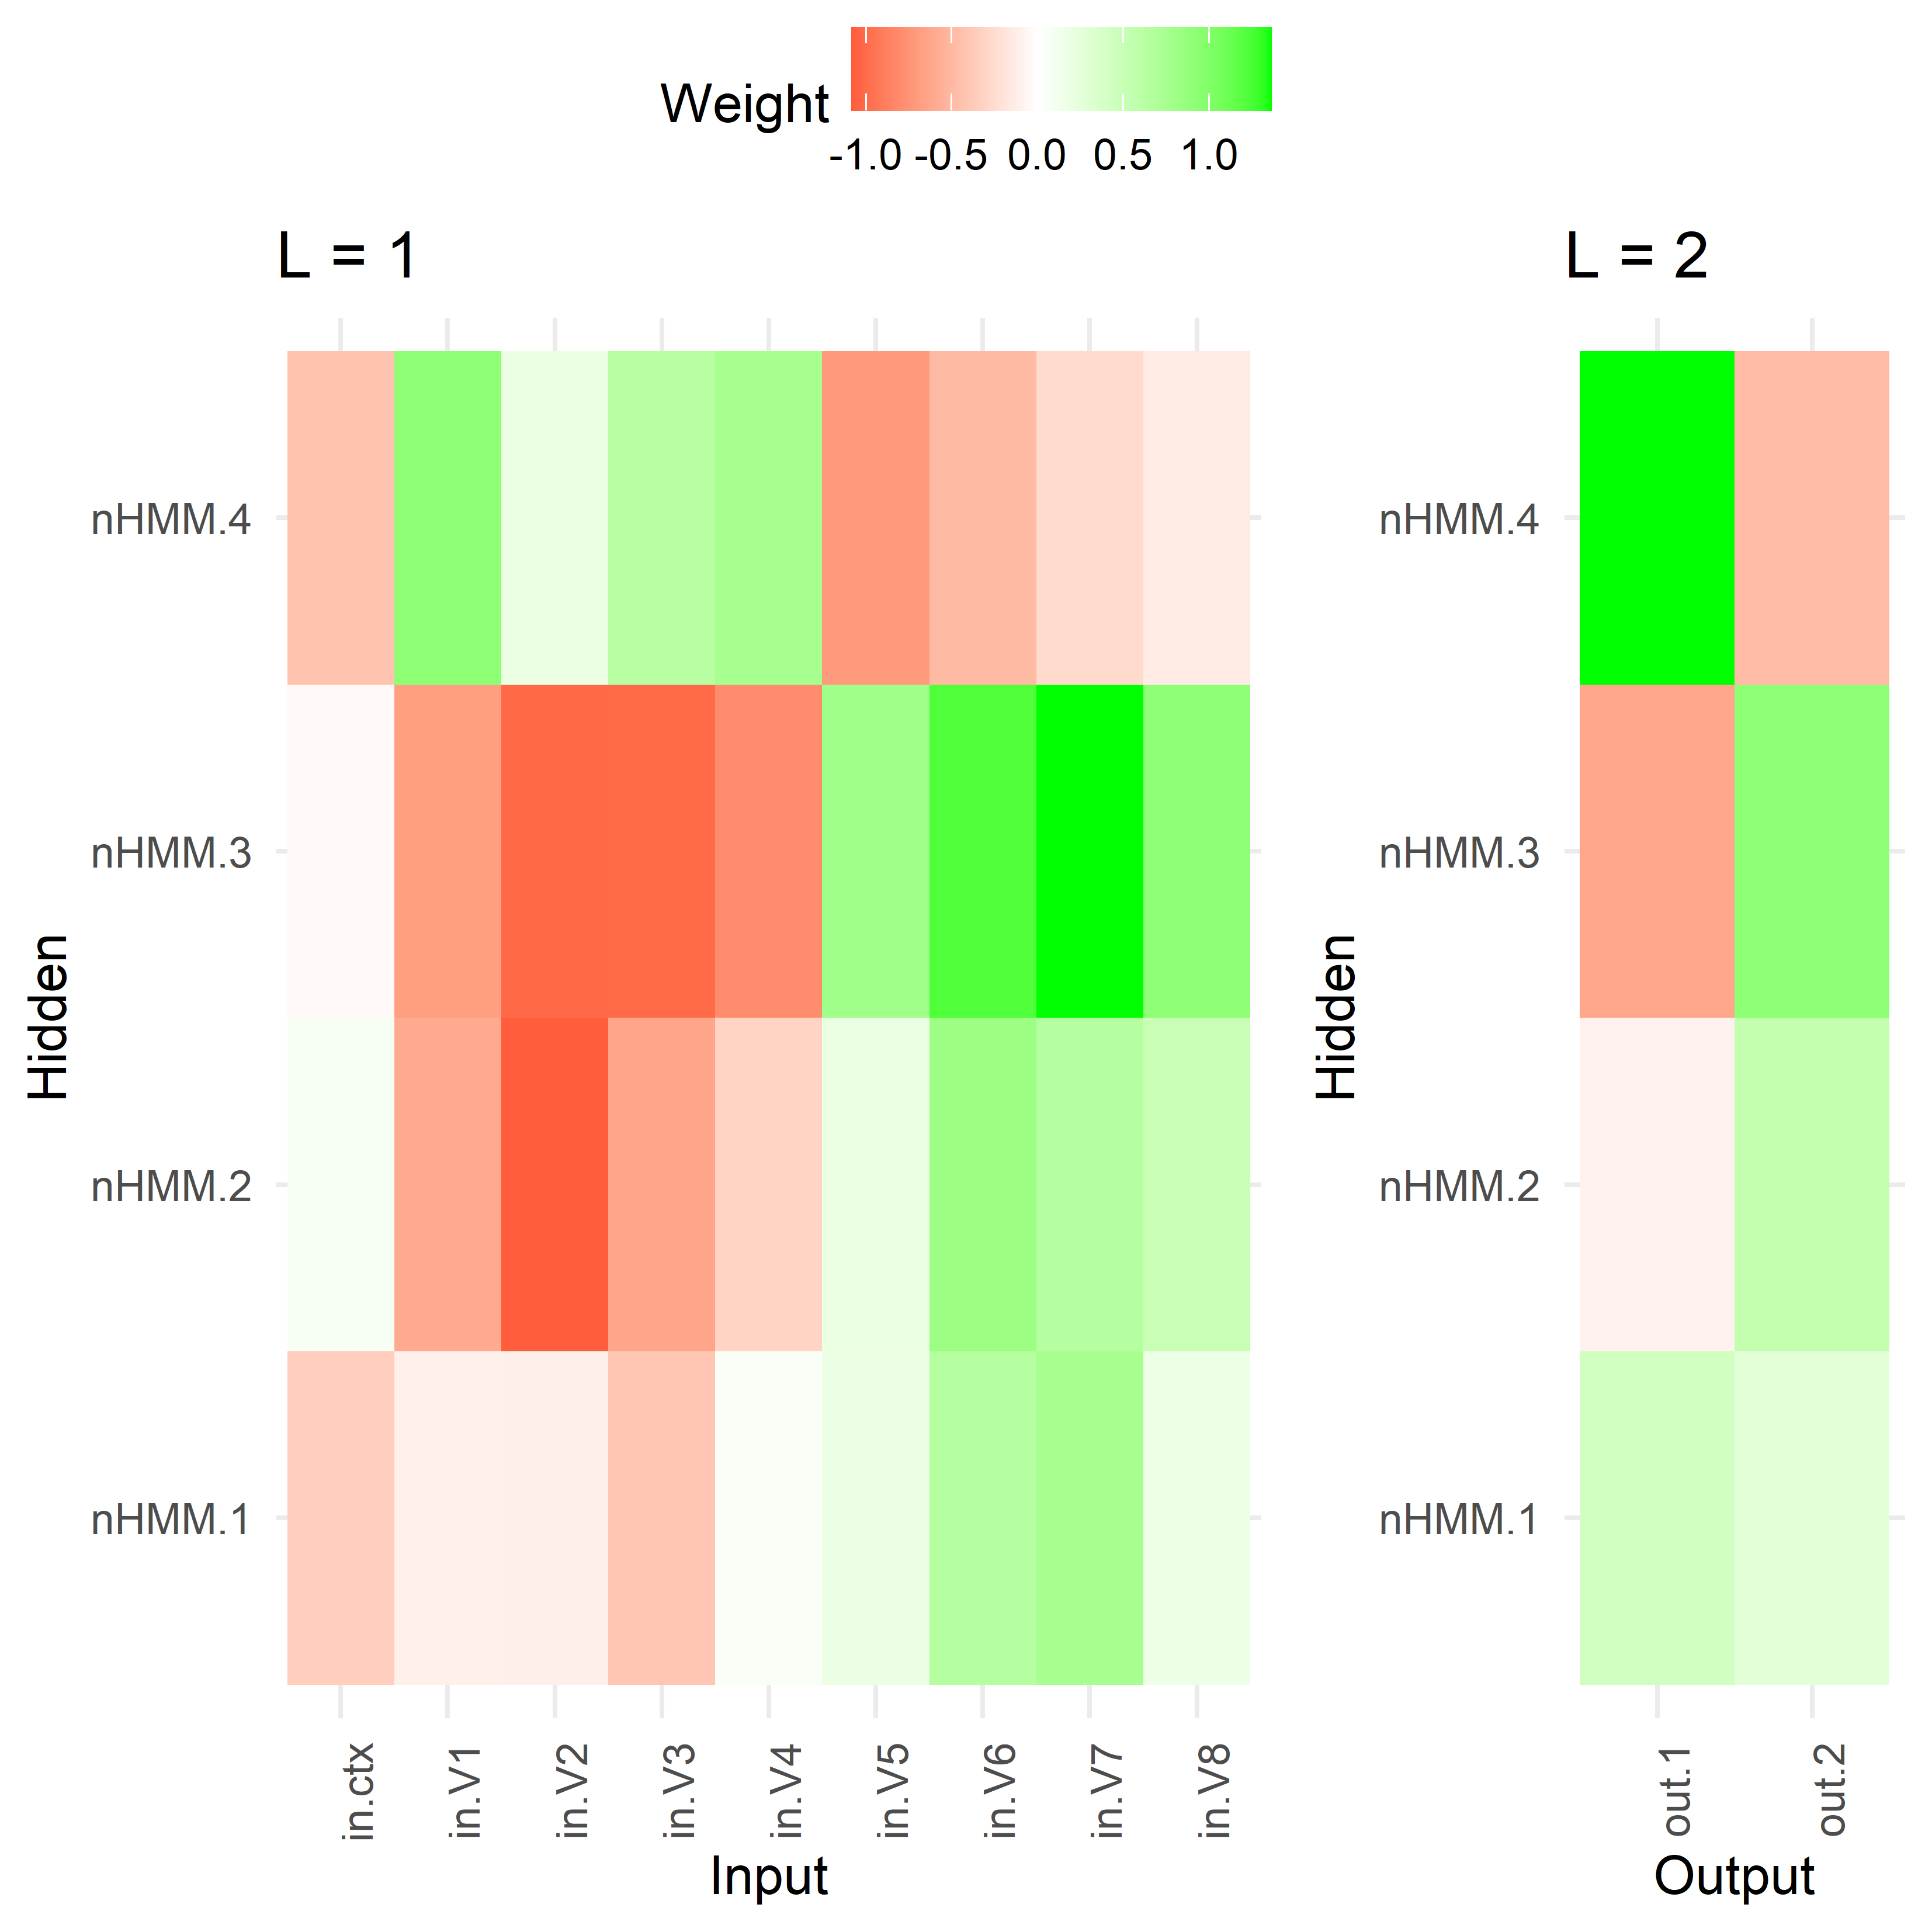 Weight
-1.0 -0.5 0.0 0.5 1.0
L = 1
Hidden
nHMM.4
nHMM.3
nHMM.2
nHMM.1
in.ctx in.V1 in.V2 in.V3 in.V4 in.V5 in.V6 in.V7 in.V8
Input
L = 2
Hidden
nHMM.4
nHMM.3
nHMM.2
nHMM.1
out.1 out.2
Output